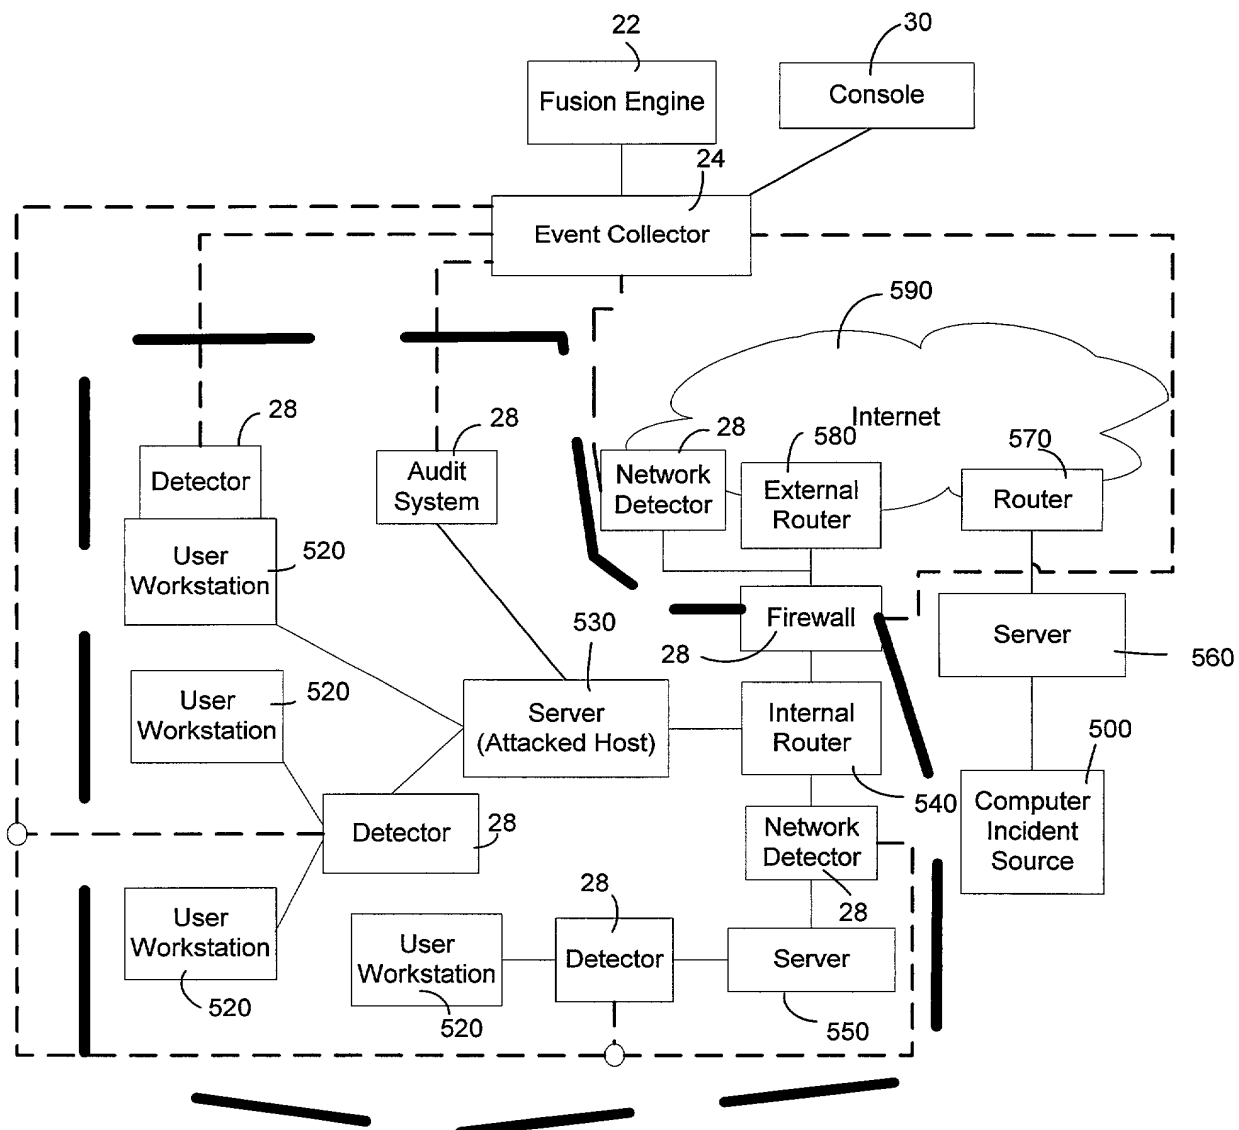 22
30
Fusion Engine
Console
24
Event Collector
590
Internet
28
28
28
580
570
Detector
Audit
System
Network
Detector
External
Router
Router
User
Workstation
520
530
Firewall
28
Server
560
User
Workstation
520
Server
(Attacked Host)
Internal
Router
540
500
Computer
Incident
Source
Detector
28
Network
Detector
28
User
Workstation
520
User
Workstation
520
28
Detector
Server
550